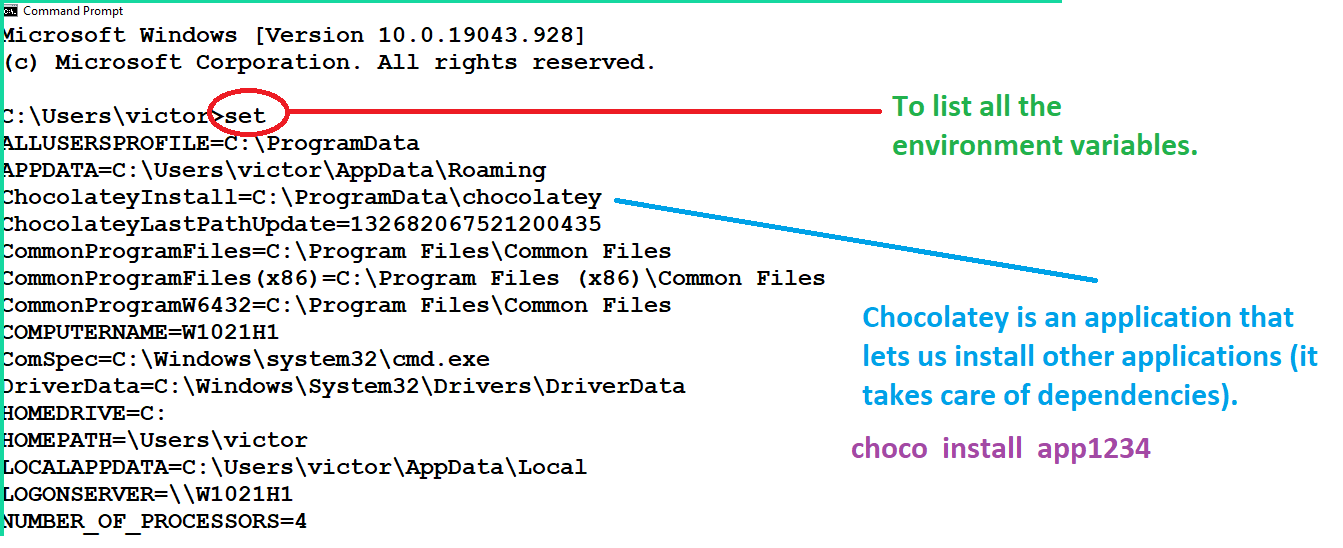 Command Prompt
Microsoft Windows [Version 10.0.19043.928]
(c) Microsoft Corporation. All rights reserved.
C:\Users\victor>set
ALLUSERSPROFILE=C:\ProgramData
APPDATA=C:\Users\victor\AppData\Roaming
ChocolateyInstall=C:\ProgramData\chocolatey
ChocolateyLastPathUpdate=132682067521200435
CommonProgramFiles=C:\Program Files\Common Files
CommonProgramFiles(x86)=C:\Program Files (x86)\Common Files
CommonProgramW6432=C:\Program Files\Common Files
COMPUTERNAME=W1021H1
ComSpec=C:\Windows\system32\cmd.exe
DriverData=C:\Windows\System32\Drivers\DriverData
HOMEDRIVE=C:
HOMEPATH=\Users\victor
LOCALAPPDATA=C:\Users\victor\AppData\Local
LOGONSERVER=\\W1021H1
NUMBER_OF_PROCESSORS=4
To list all the
environment variables.
Chocolatey is an application that
lets us install other applications (it
takes care of dependencies).
choco install app1234